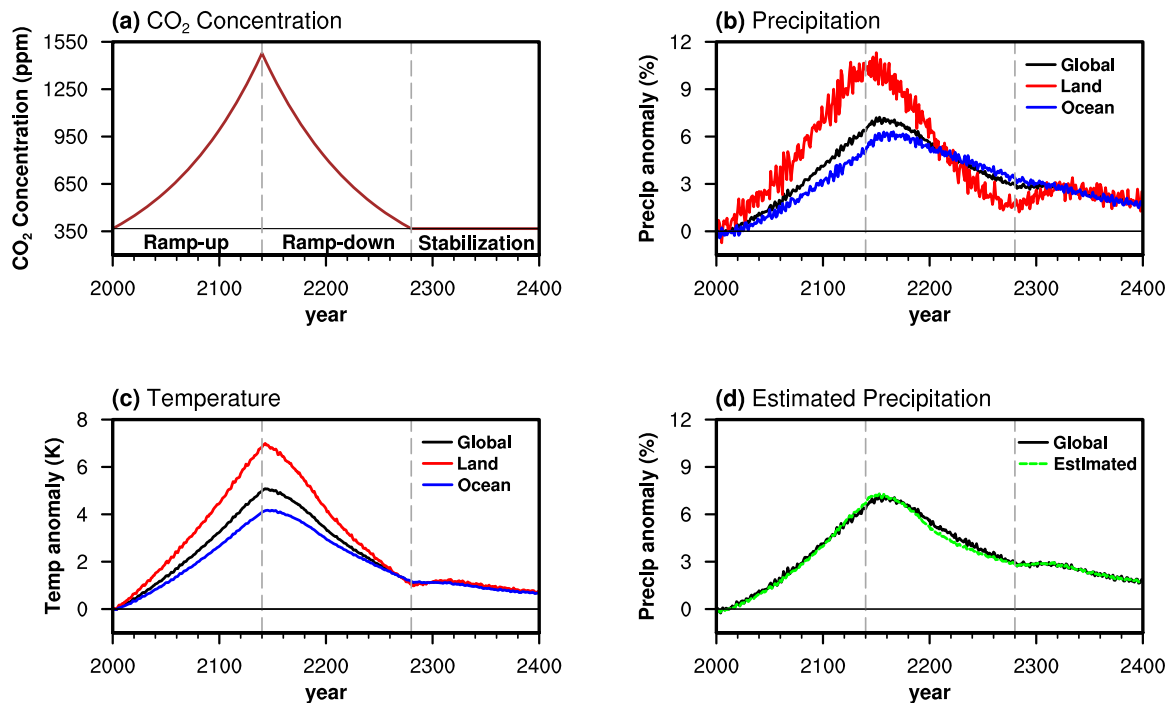 (a) CO₂ Concentration
CO₂ Concentration (ppm)
1550
1250
950
650
350
Ramp-up Ramp-down Stabilization
2000 2100 2200 2300 2400
year
(b) Precipitation
Precip anomaly (%)
12
9
6
3
0
Global
Land
Ocean
2000 2100 2200 2300 2400
year
(c) Temperature
Temp anomaly (K)
8
6
4
2
0
Global
Land
Ocean
2000 2100 2200 2300 2400
year
(d) Estimated Precipitation
Precip anomaly (%)
12
9
6
3
0
Global
Estimated
2000 2100 2200 2300 2400
year